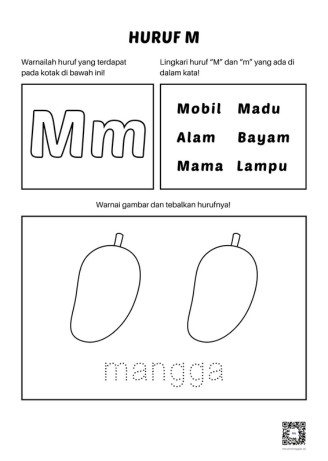 HURUF M
Warnailah huruf yang terdapat
pada kotak di bawah ini!
Lingkari huruf "M" dan "m" yang ada di
dalam kata!
Mm
Mobil Madu
Alam Bayam
Mama Lampu
Warnai gambar dan tebalkan hurufnya!
mangga